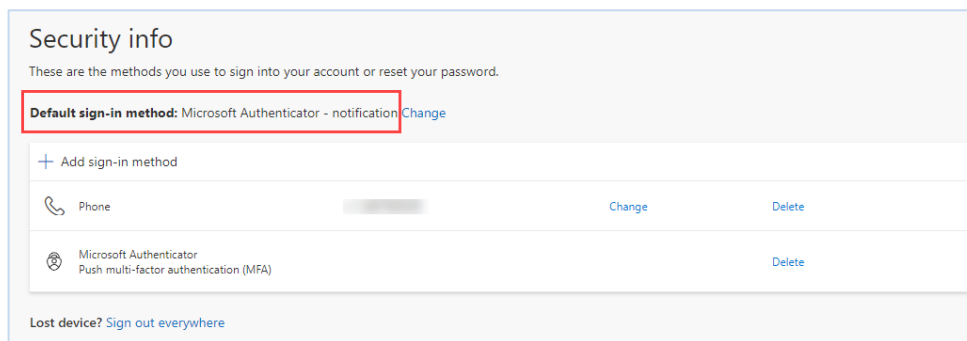 Security info
These are the methods you use to sign into your account or reset your password.
Default sign-in method: Microsoft Authenticator - notification Change
Add sign-in method
Phone Change Delete
Microsoft Authenticator
Push multi-factor authentication (MFA) Delete
Lost device? Sign out everywhere